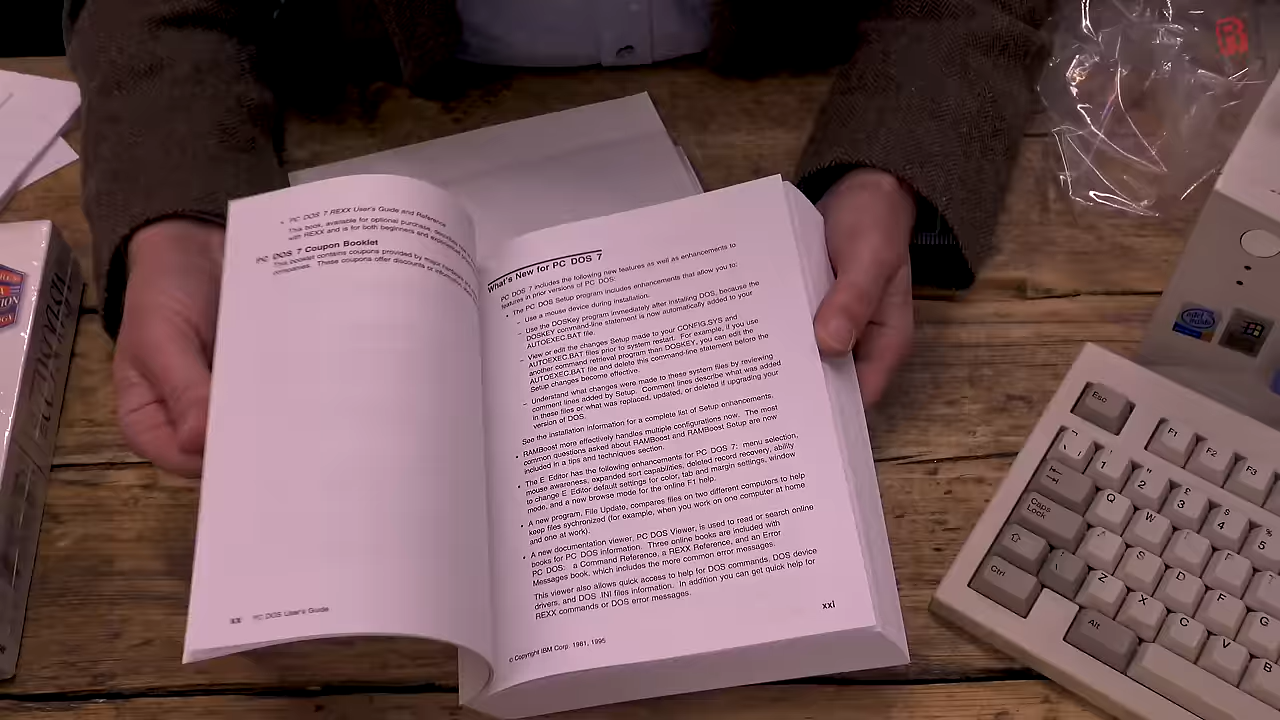 PC DOS 7 REXX User's Guide and Reference
This book, available for optional purchase, describes
with REXX and is for both beginners and experienced
PC DOS 7 Coupon Booklet
This booklet contains coupons provided by major hardware
companies. These coupons offer discounts or
xx PC DOS User's Guide
What's New for PC DOS 7
PC DOS 7 includes the following new features as well as enhancements to
features in prior versions of PC DOS:
• The PC DOS Setup program includes enhancements that allow you to:
– Use a mouse device during installation.
– Use the DOSKey program immediately after installing DOS, because the
DOSKEY command-line statement is now automatically added to your
AUTOEXEC.BAT file.
– View or edit the changes Setup made to your CONFIG.SYS and
AUTOEXEC.BAT files prior to system restart. For example, if you use
another command retrieval program than DOSKEY, you can edit the
AUTOEXEC.BAT file and delete the command-line statement before the
Setup changes become effective.
– Understand what changes were made to these system files by reviewing
comment lines added by Setup. Comment lines describe what was added
in these files or what was replaced, updated, or deleted if upgrading your
version of DOS.
See the installation information for a complete list of Setup enhancements.
• RAMBoost more effectively handles multiple configurations now. The most
common questions asked about RAMBoost and RAMBoost Setup are now
included in a tips and techniques section.
• The E Editor has the following enhancements for PC DOS 7: menu selection,
mouse awareness, expanded sort capabilities, deleted record recovery, ability
to change E Editor default settings for color, tab and margin settings, window
mode, and a new browse mode for the online F1 help.
• A new program, File Update, compares files on two different computers to help
keep files sychronized (for example, when you work on one computer at home
and one at work).
• A new documentation viewer, PC DOS Viewer, is used to read or search online
books for PC DOS information. Three online books are included with
PC DOS: a Command Reference, a REXX Reference, and an Error
Messages book, which includes the more common error messages.
This viewer also allows quick access to help for DOS commands, DOS device
drivers, and DOS .INI files information. In addition you can get quick help for
REXX commands or DOS error messages.
© Copyright IBM Corp. 1981, 1995
xxi
R
intel
inside
Esc
F1 F2 F3
1 " 2 £ 3 $ 4 % 5
Q W
Caps
Lock
A S D F G
Ctrl
Z X C V B
Alt